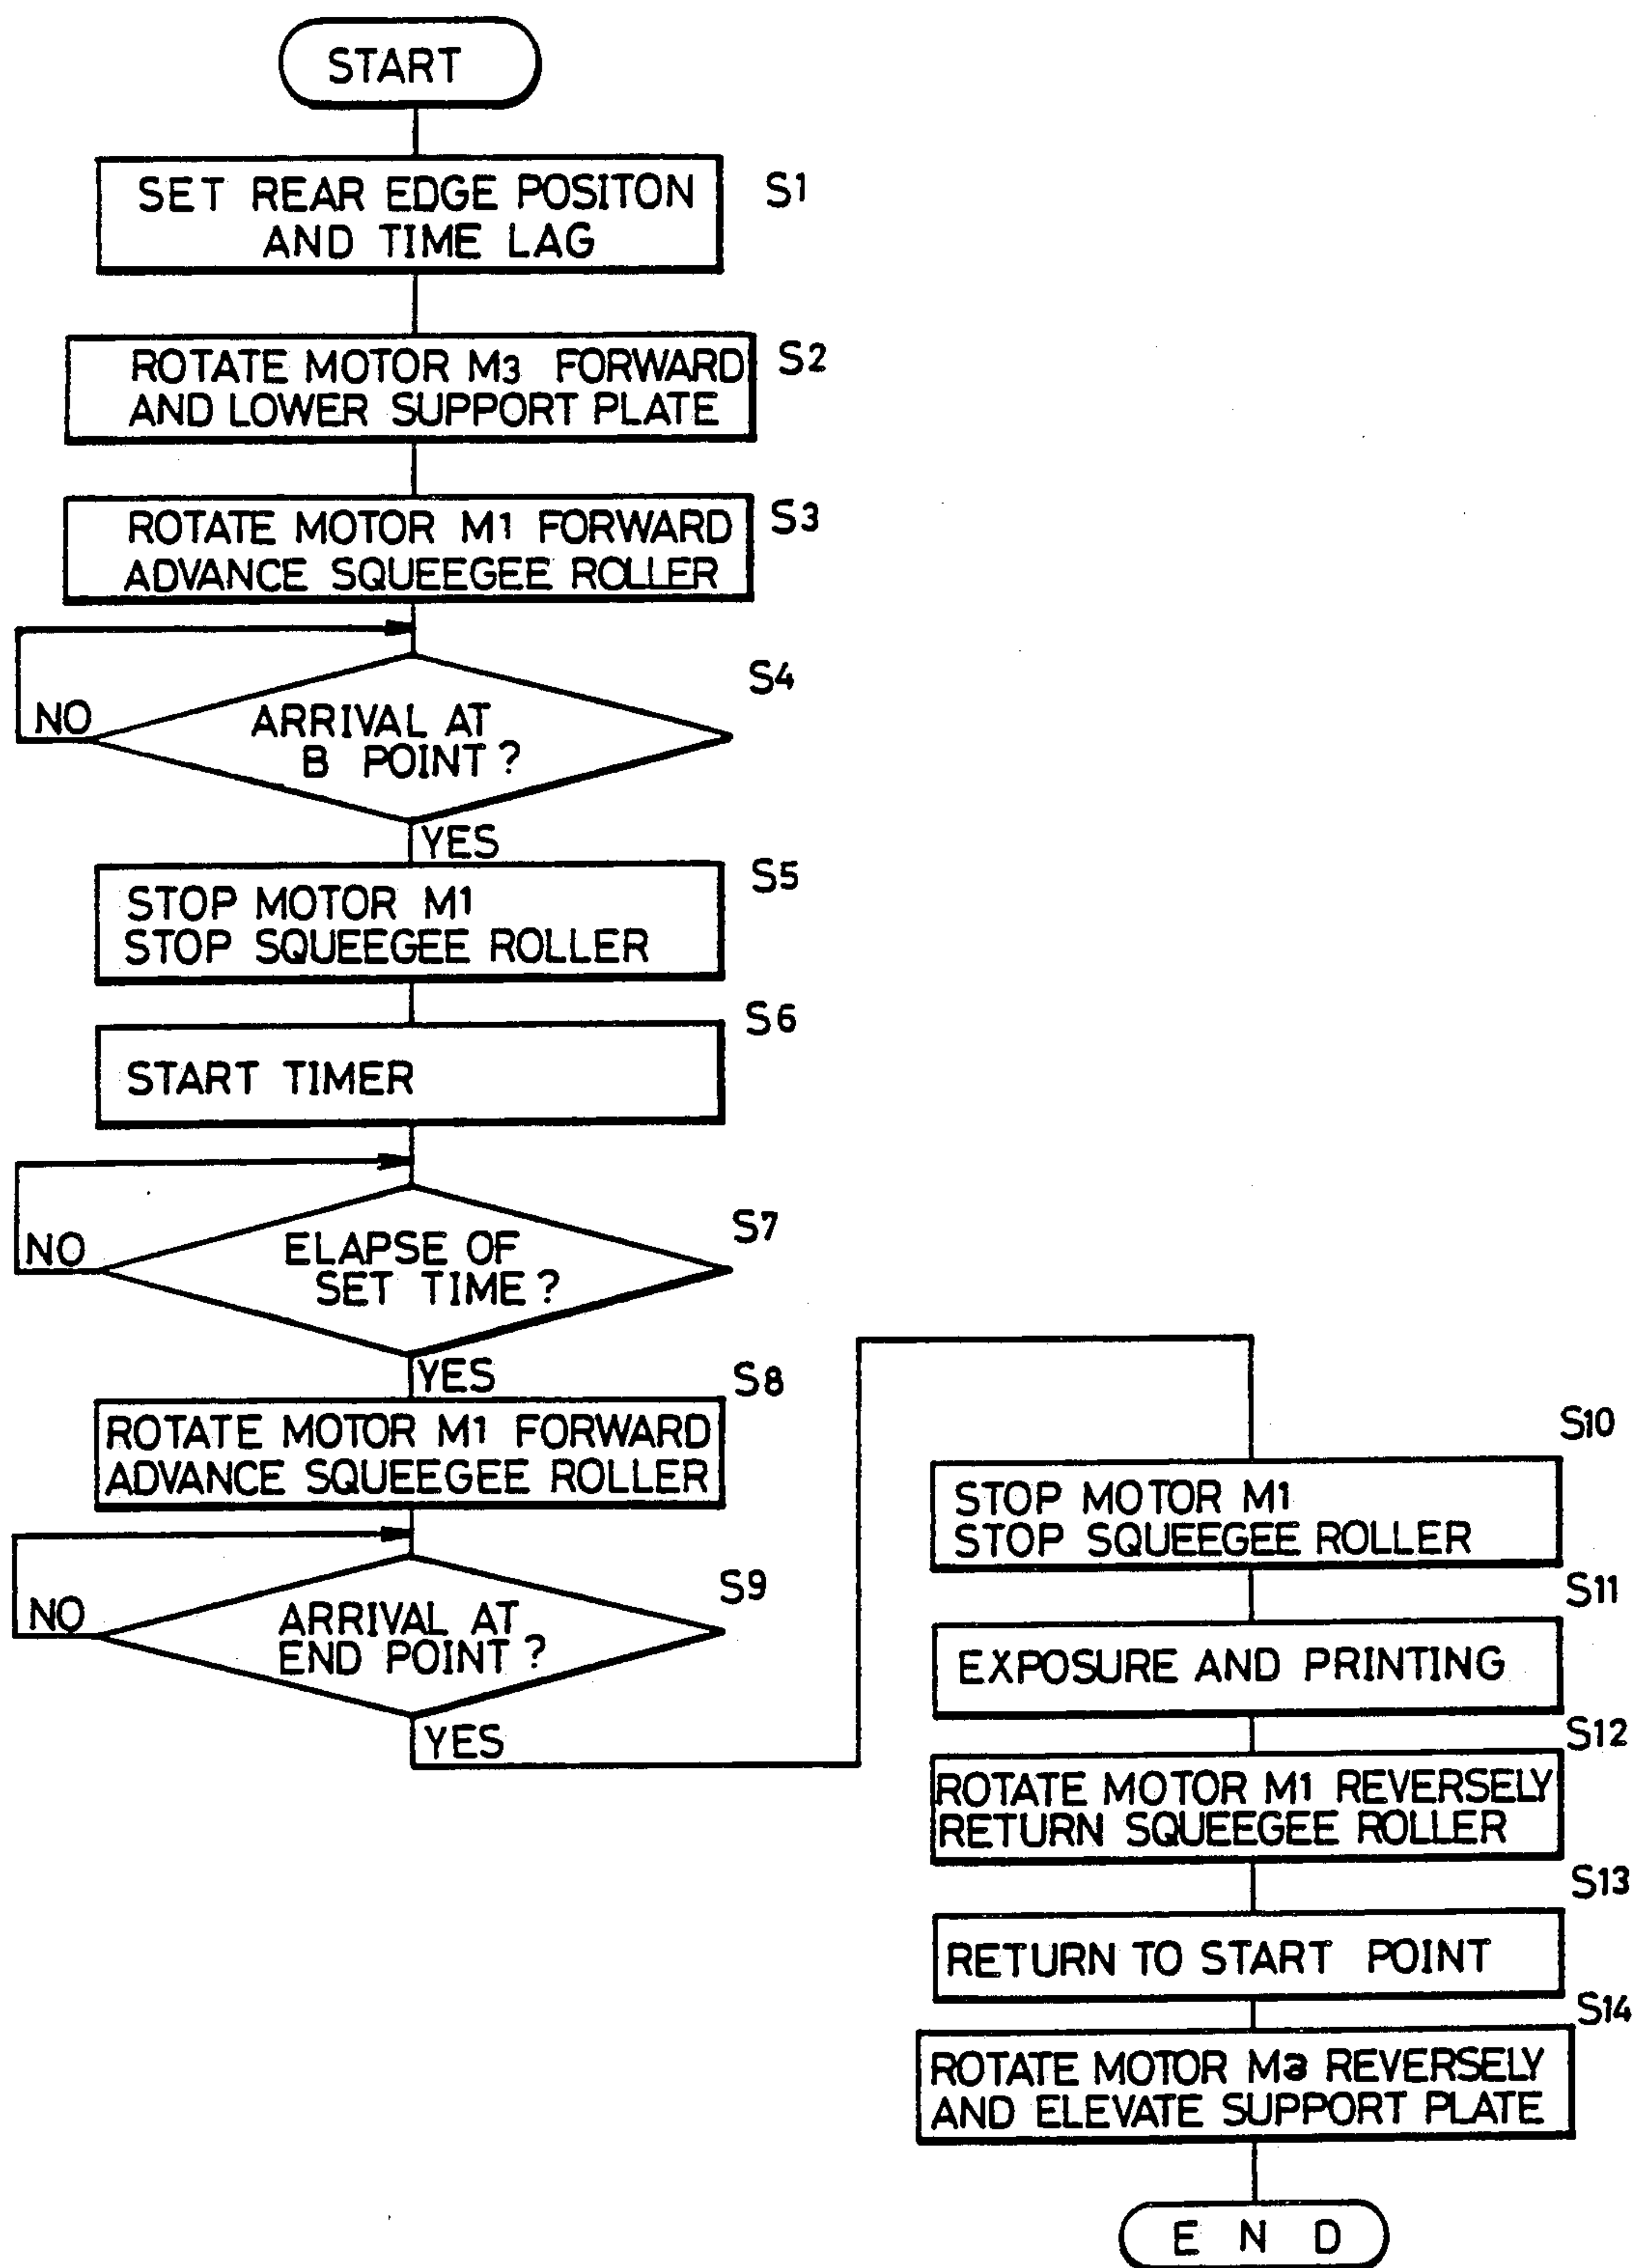 START
SET REAR EDGE POSITON
AND TIME LAG
S1
ROTATE MOTOR M3 FORWARD
AND LOWER SUPPORT PLATE
S2
ROTATE MOTOR M1 FORWARD
ADVANCE SQUEEGEE ROLLER
S3
S4
NO
ARRIVAL AT
B POINT?
YES
S5
STOP MOTOR M1
STOP SQUEEGEE ROLLER
S6
START TIMER
S7
NO
ELAPSE OF
SET TIME?
YES
S8
ROTATE MOTOR M1 FORWARD
ADVANCE SQUEEGEE ROLLER
S9
NO
ARRIVAL AT
END POINT?
YES
S10
STOP MOTOR M1
STOP SQUEEGEE ROLLER
S11
EXPOSURE AND PRINTING
S12
ROTATE MOTOR M1 REVERSELY
RETURN SQUEEGEE ROLLER
S13
RETURN TO START POINT
S14
ROTATE MOTOR M3 REVERSELY
AND ELEVATE SUPPORT PLATE
END